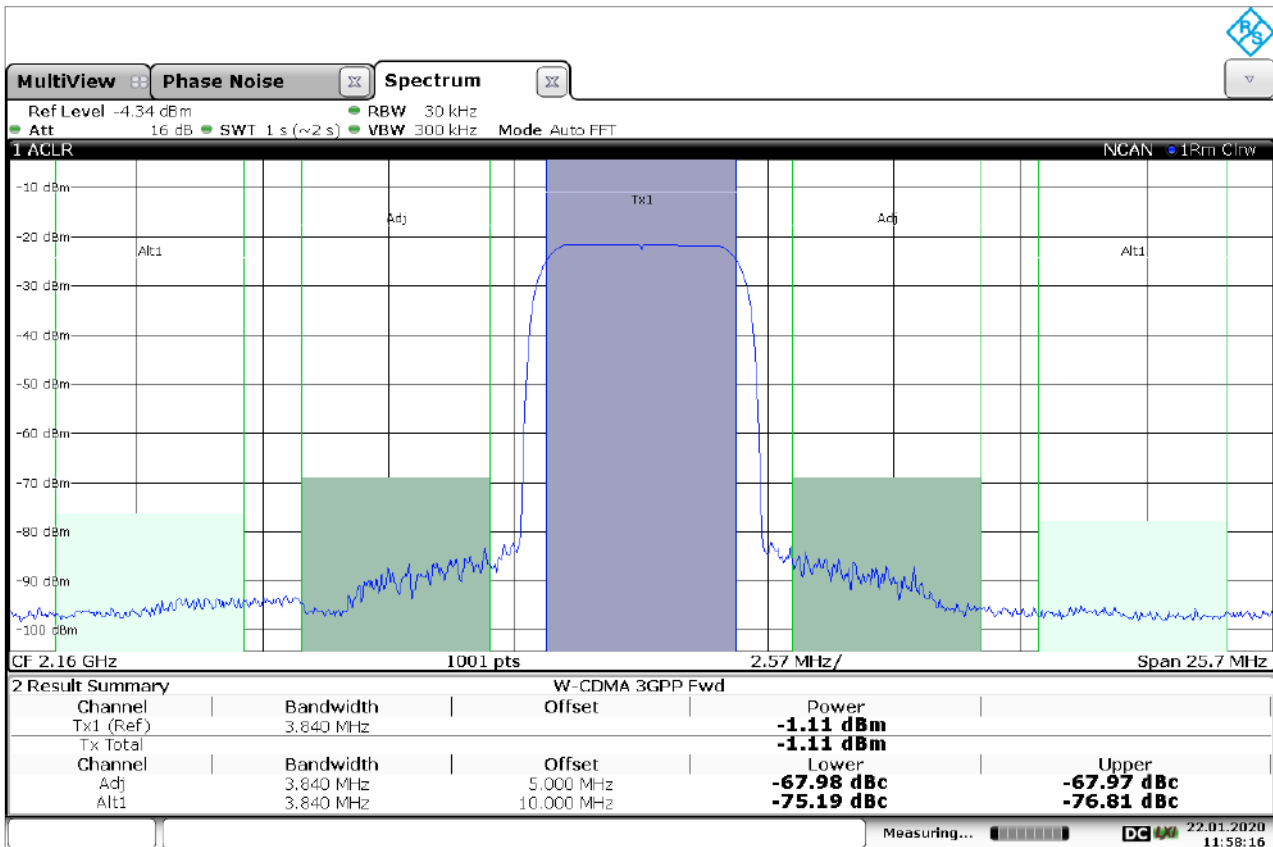 R&S
MultiView Phase Noise Spectrum
Ref Level -4.34 dBm RBW 30 kHz
Att 16 dB SWT 1 s (~2 s) VBW 300 kHz Mode Auto FFT
1 ACLR NCAN 1Rm Clrw
-10 dBm
Tx1
Adj Adj
-20 dBm
Alt1 Alt1
-30 dBm
-40 dBm
-50 dBm
-60 dBm
-70 dBm
-80 dBm
-90 dBm
-100 dBm
CF 2.16 GHz 1001 pts 2.57 MHz/ Span 25.7 MHz
2 Result Summary W-CDMA 3GPP Fwd
Channel Bandwidth Offset Power
Tx1 (Ref) 3.840 MHz -1.11 dBm
Tx Total -1.11 dBm
Channel Bandwidth Offset Lower Upper
Adj 3.840 MHz 5.000 MHz -67.98 dBc -67.97 dBc
Alt1 3.840 MHz 10.000 MHz -75.19 dBc -76.81 dBc
Measuring... DC LXI 22.01.2020
11:58:16